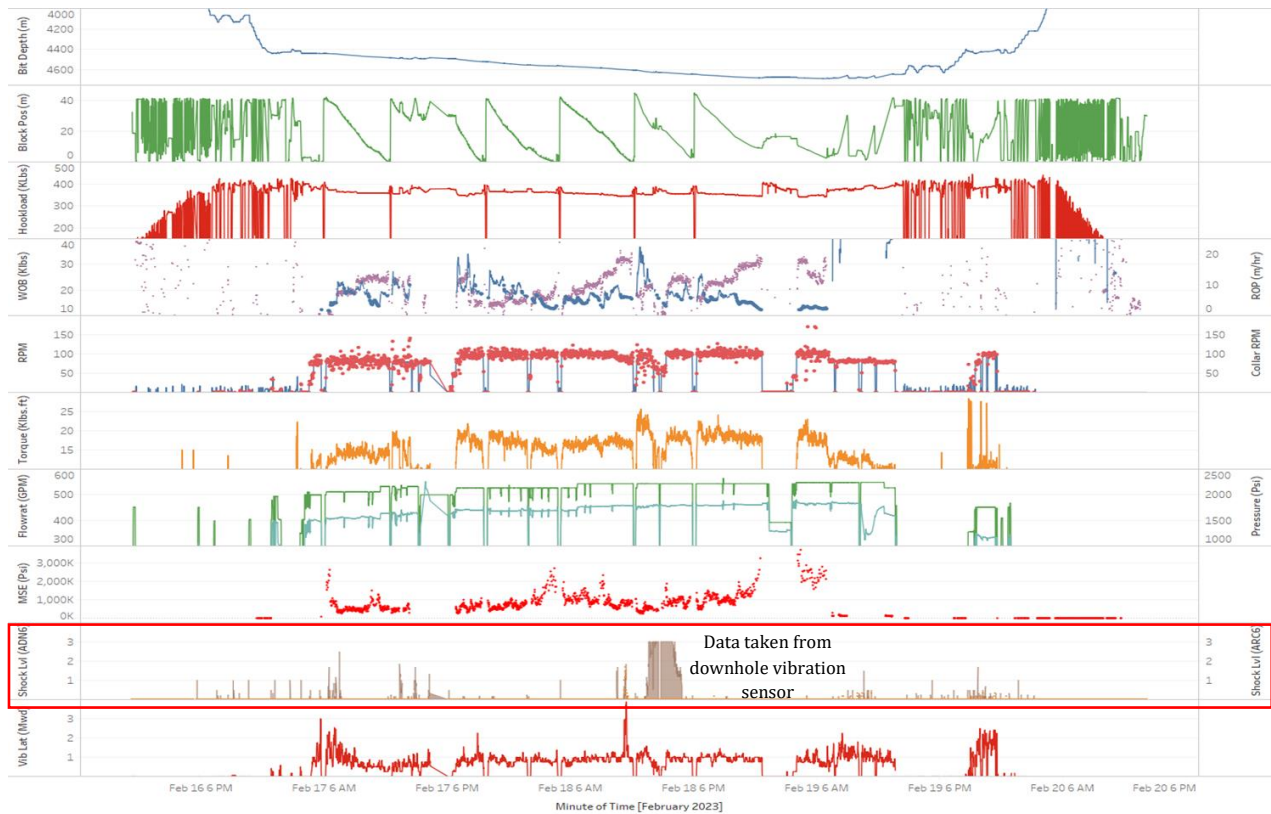 Bit Depth (m)
4000
4200
4400
4600
Block Pos (m)
40
20
0
Hookload (Klbs)
500
400
300
200
WOB (Klbs)
40
30
20
10
20
10
0
ROP (m/hr)
RPM
150
100
50
150
100
50
Collar RPM
Torque (Klbs.ft)
25
20
15
Flowrat (GPM)
600
500
400
300
2500
2000
1500
1000
Pressure (Psi)
MSE (Psi)
3,000K
2,000K
1,000K
0K
Shock Lvl (ADN6
3
2
1
Data taken from
downhole vibration
sensor
3
2
1
Shock Lvl (ARC6)
Vib Lat (Mwd
3
2
1
Feb 16 6 PM Feb 17 6 AM Feb 17 6 PM Feb 18 6 AM Feb 18 6 PM Feb 19 6 AM Feb 19 6 PM Feb 20 6 AM Feb 20 6 PM
Minute of Time [February 2023]